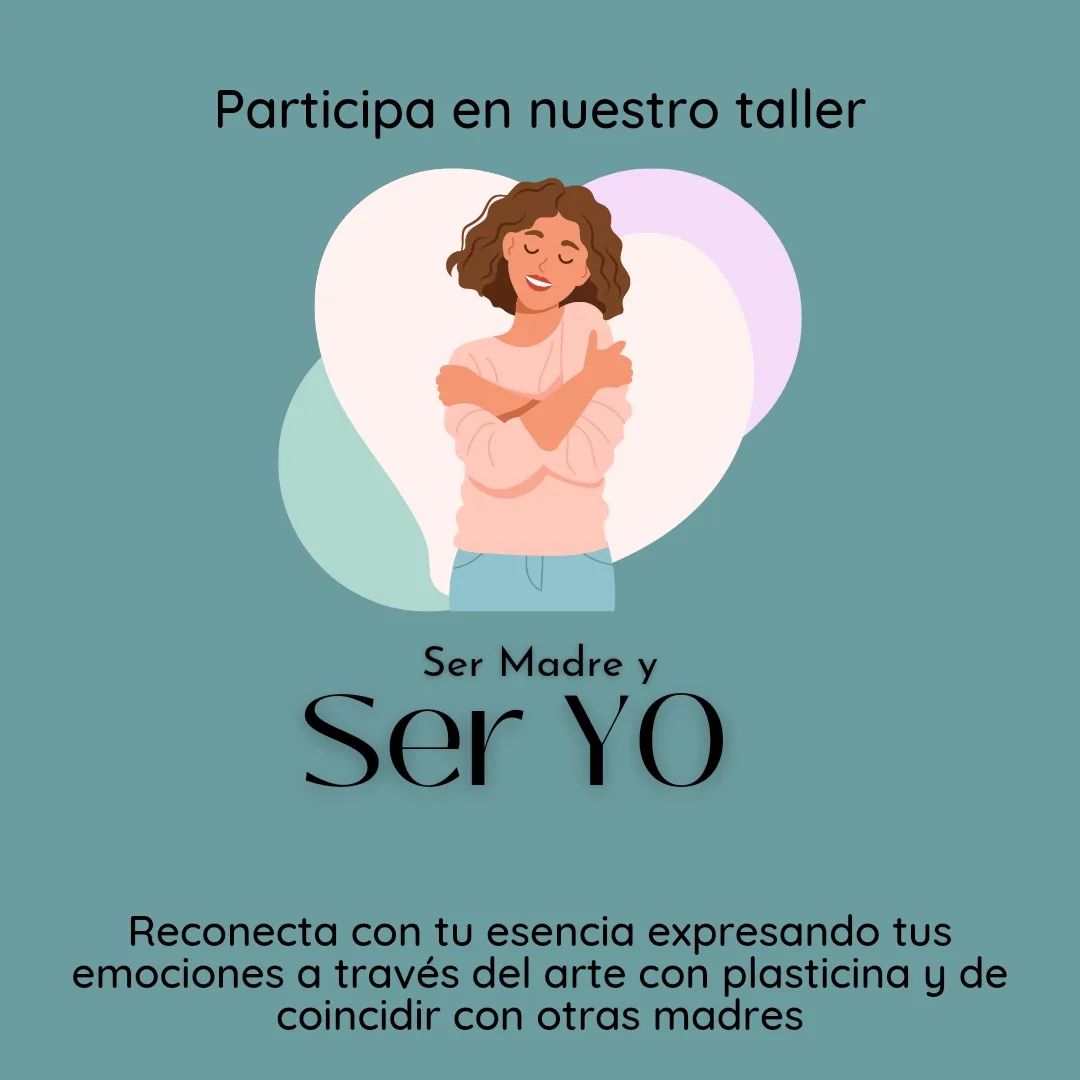 Participa en nuestro taller
Ser Madre y
Ser YO
Reconecta con tu esencia expresando tus
emociones a través del arte con plasticina y de
coincidir con otras madres